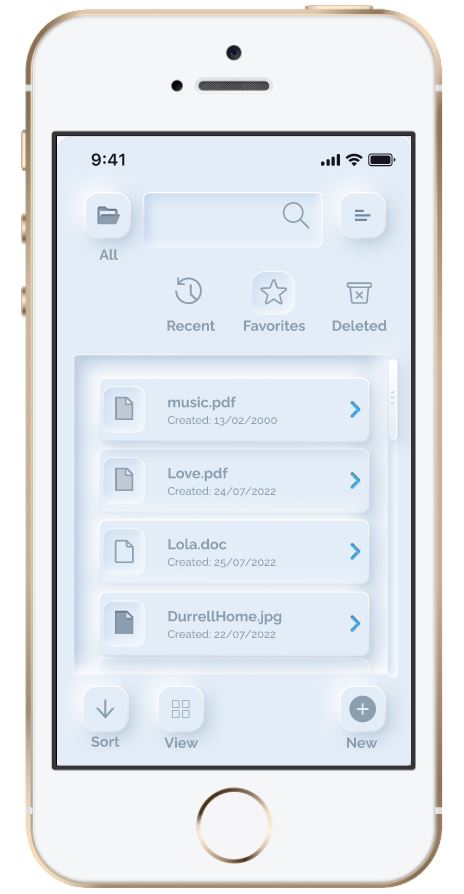 9:41
All
Recent
Favorites
Deleted
music.pdf
Created: 13/02/2000
Love.pdf
Created: 24/07/2022
Lola.doc
Created: 25/07/2022
DurrellHome.jpg
Created: 22/07/2022
Sort
View
New